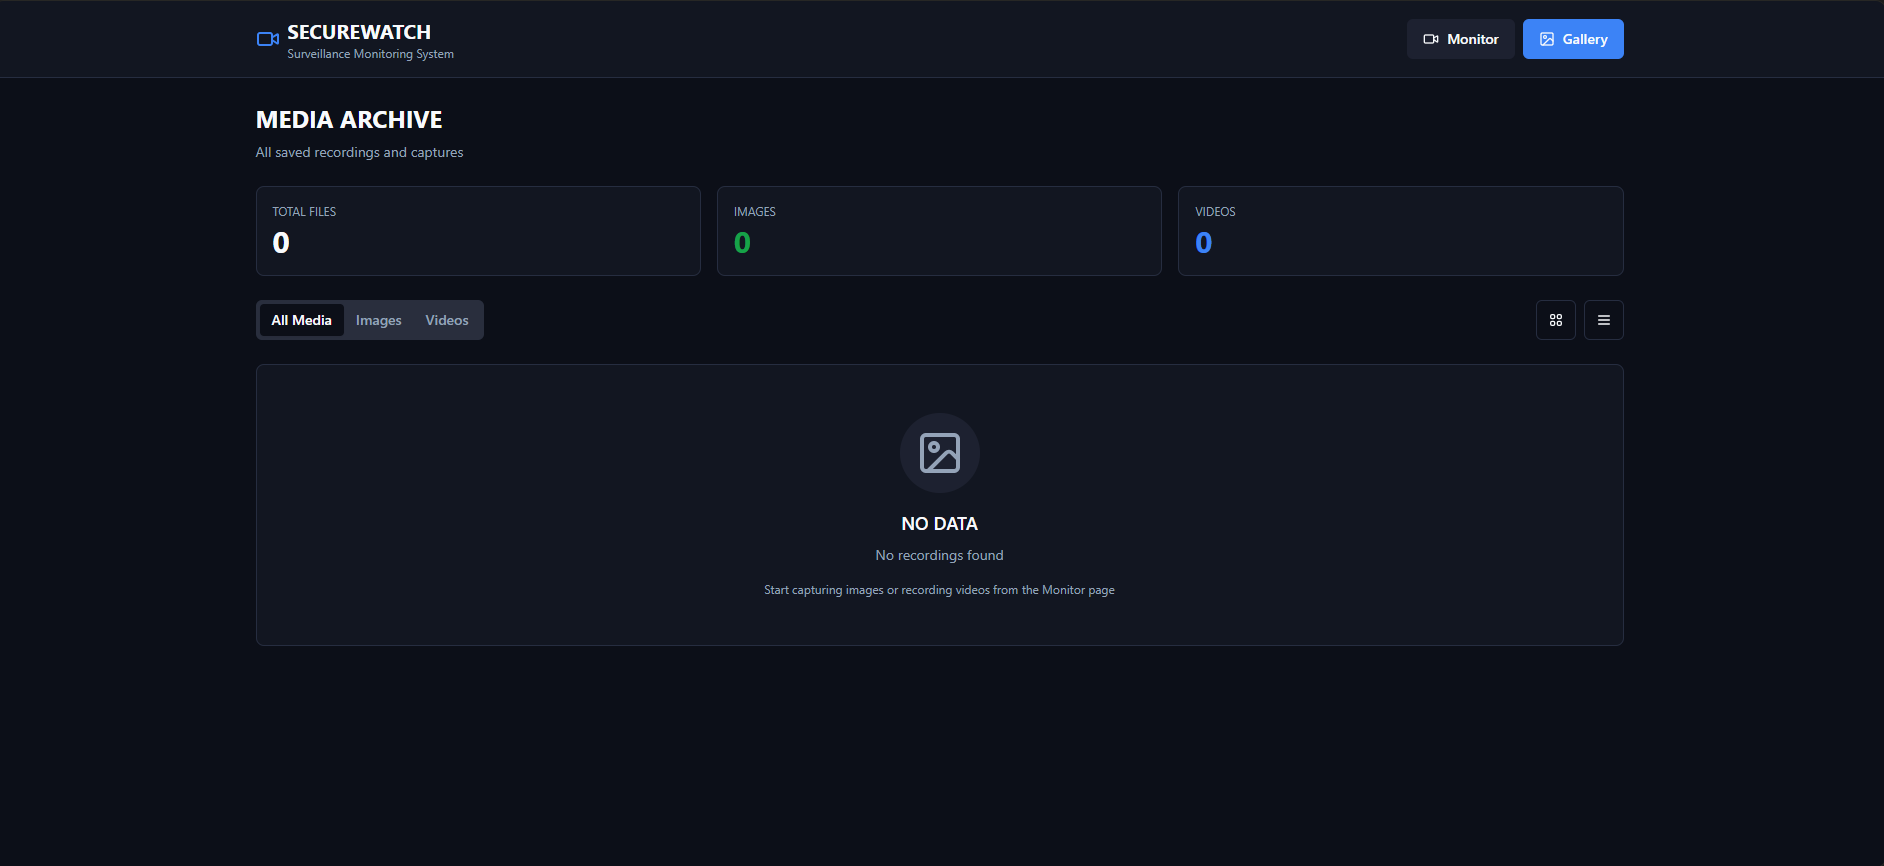 SECUREWATCH
Surveillance Monitoring System
Monitor
Gallery
MEDIA ARCHIVE
All saved recordings and captures
TOTAL FILES
0
IMAGES
0
VIDEOS
0
All Media
Images
Videos
NO DATA
No recordings found
Start capturing images or recording videos from the Monitor page